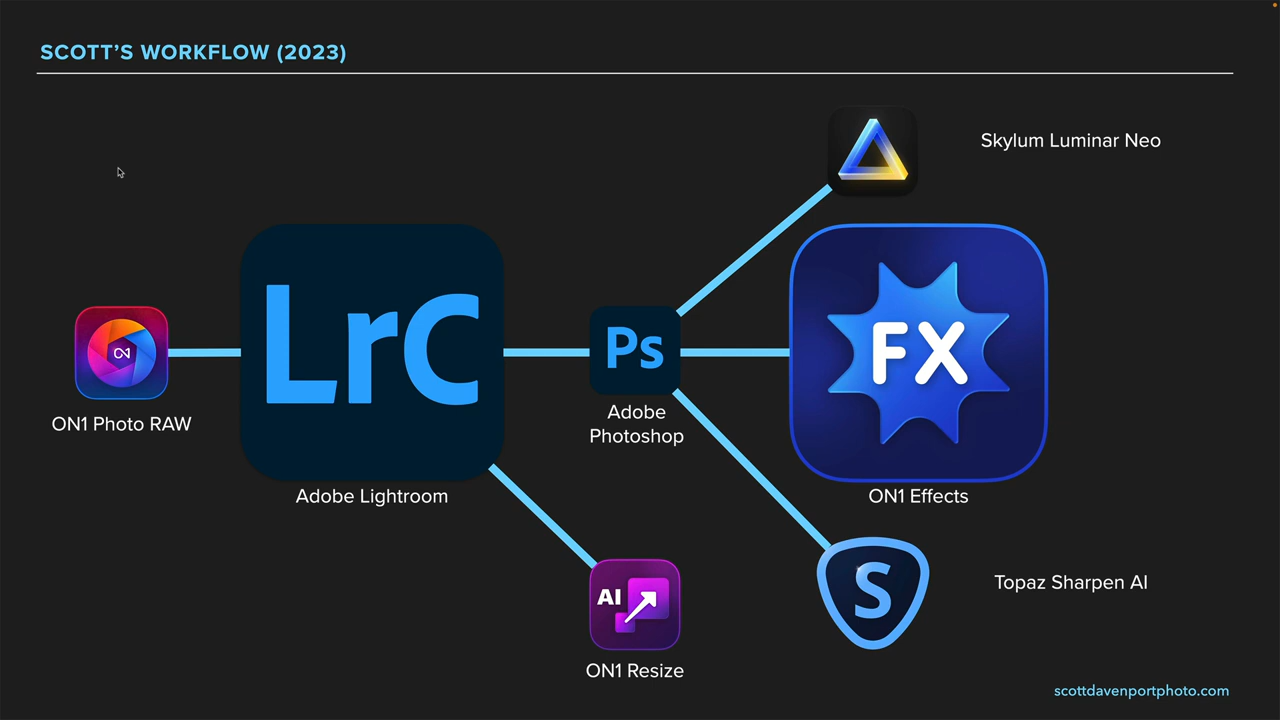 SCOTT'S WORKFLOW (2023)
Skylum Luminar Neo
ON1 Photo RAW
LrC
Adobe Lightroom
Ps
Adobe
Photoshop
FX
ON1 Effects
AI
ON1 Resize
S
Topaz Sharpen AI
scottdavenportphoto.com